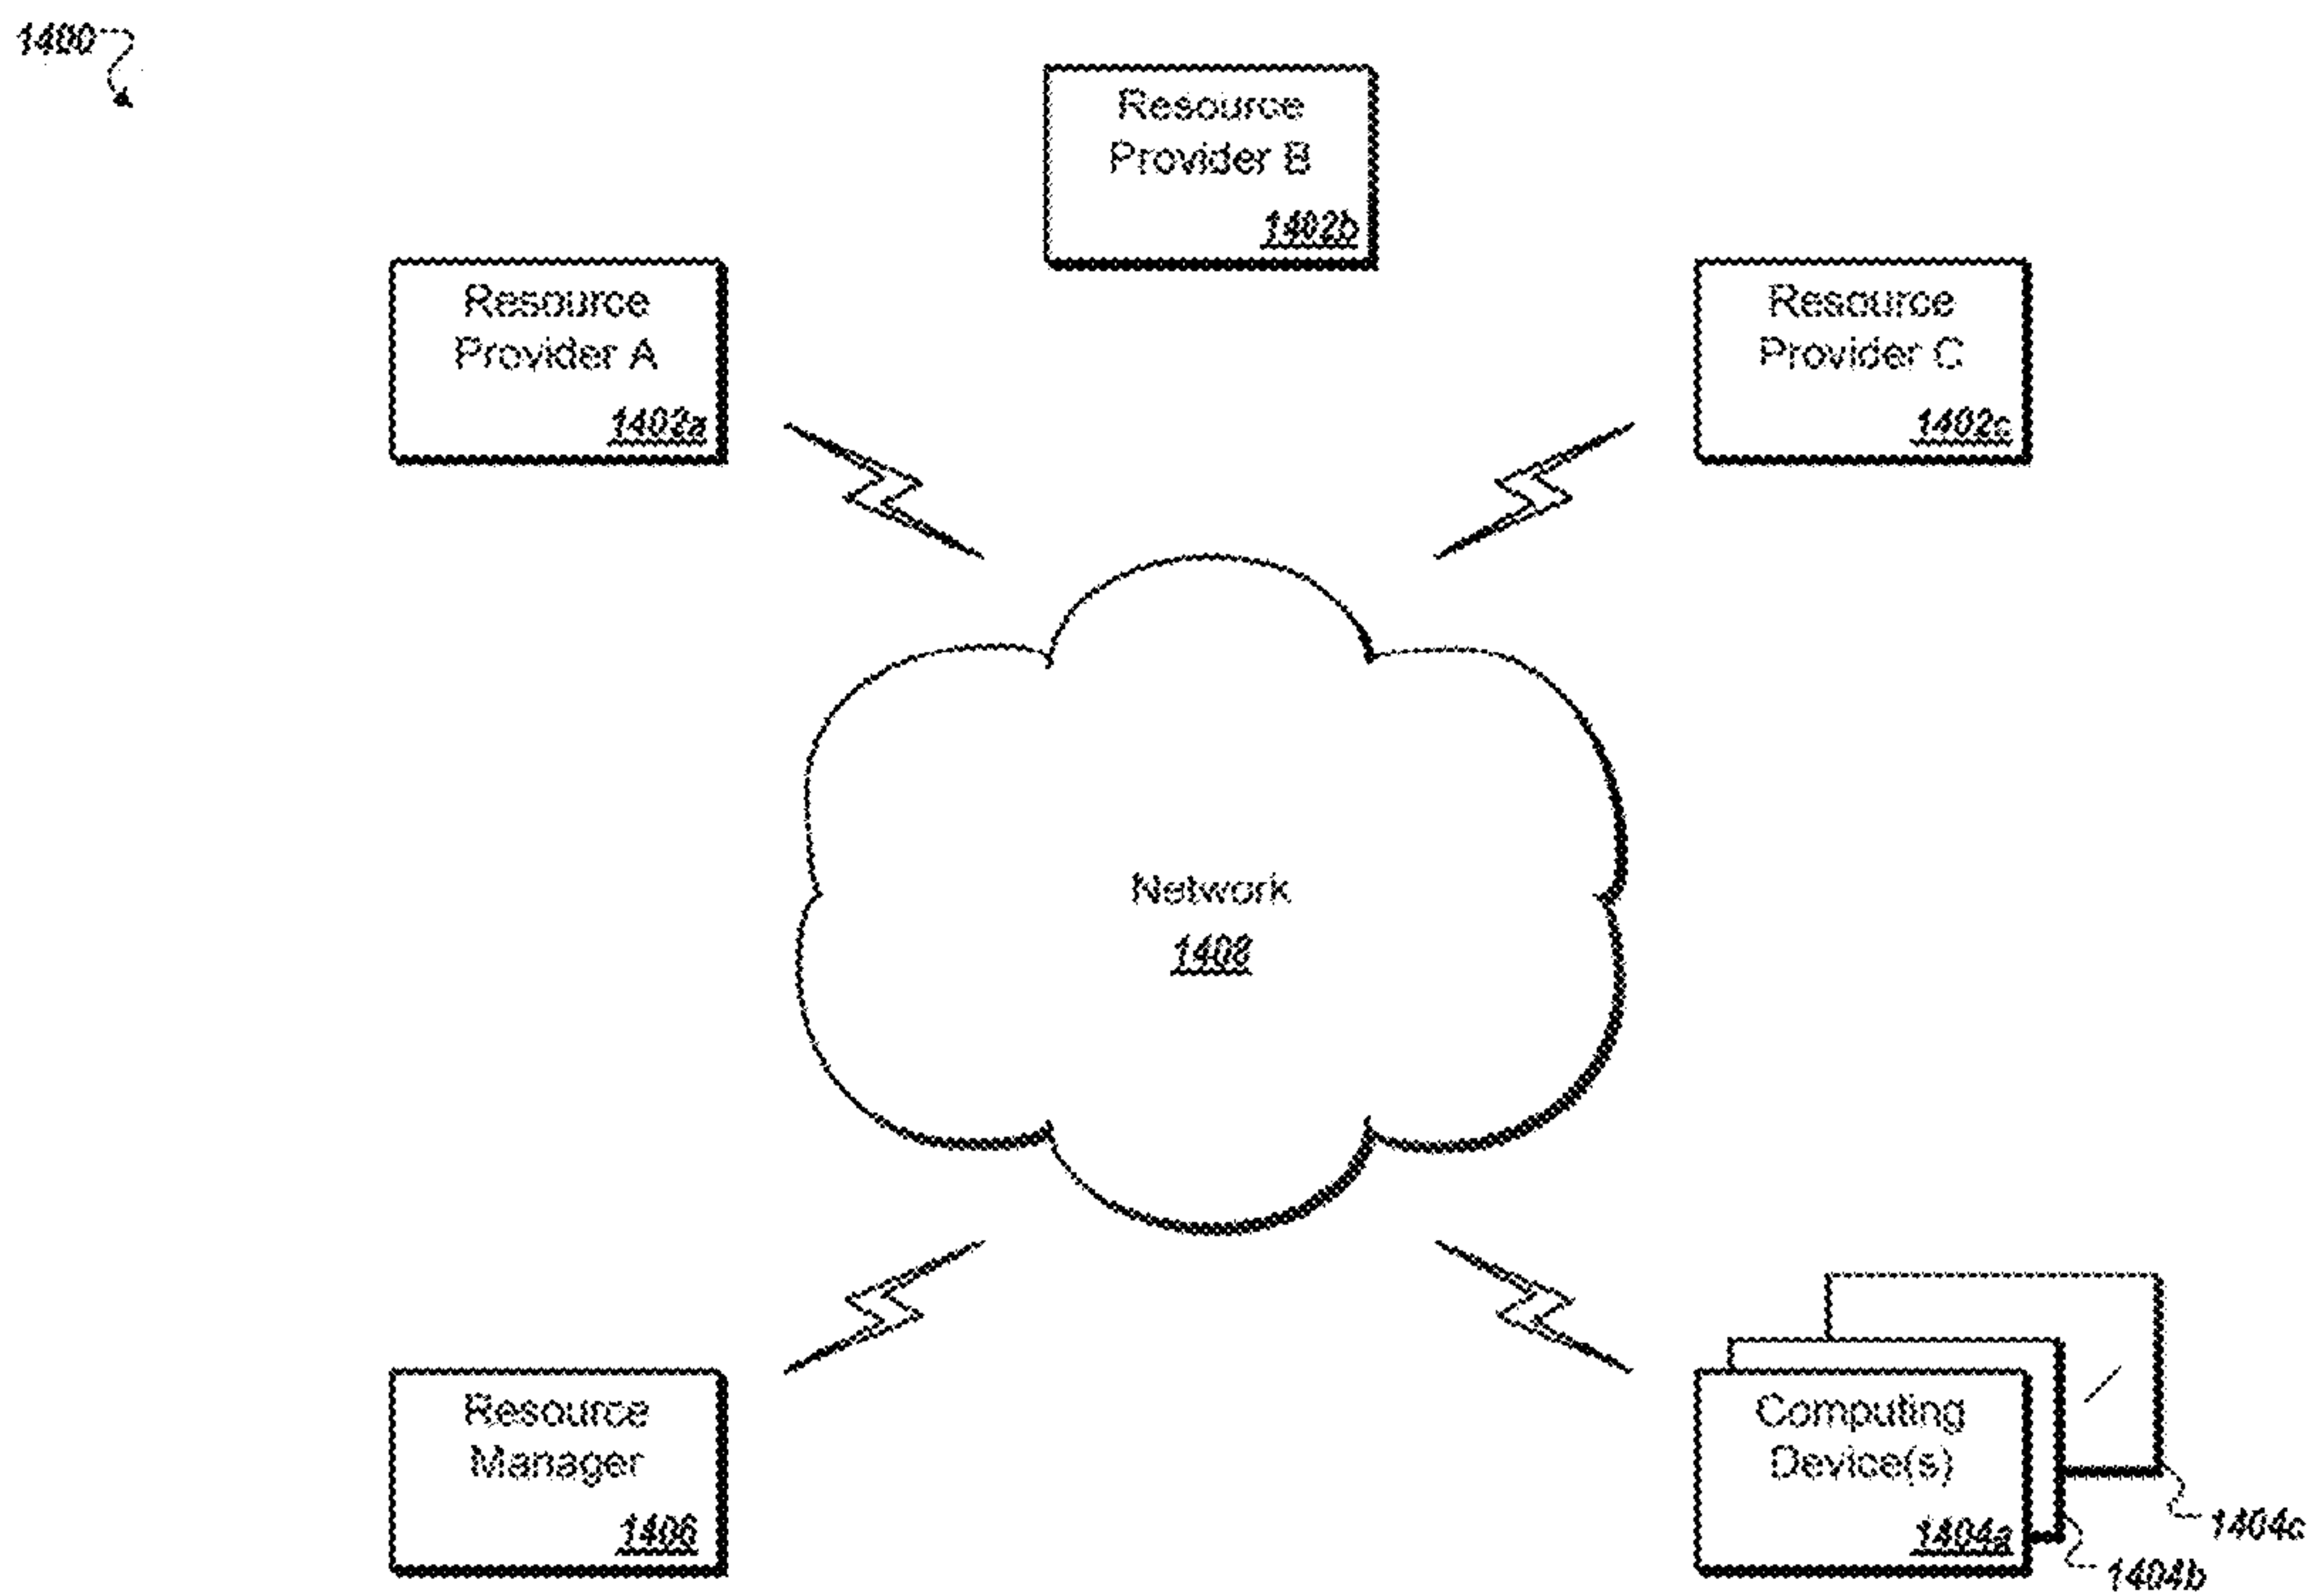 1400
Resource
Provider B
1402b
Resource
Provider A
1402a
Resource
Provider C
1402c
Network
1408
Resource
Manager
1406
Computing
Device(s)
1404a
1404c
1404b